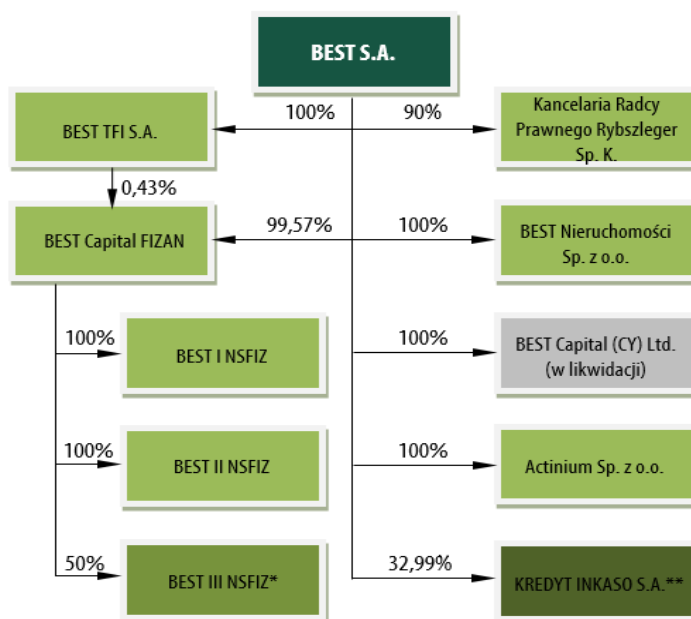 BEST S.A.
100%
90%
BEST TFI S.A.
Kancelaria Radcy
Prawnego Rybszleger
Sp. K.
0,43%
BEST Capital FIZAN
99,57%
100%
BEST Nieruchomości
Sp. z o.o.
100%
BEST I NSFIZ
100%
BEST Capital (CY) Ltd.
(w likwidacji)
100%
BEST II NSFIZ
100%
Actinium Sp. z o.o.
50%
BEST III NSFIZ*
32,99%
KREDYT INKASO S.A.**